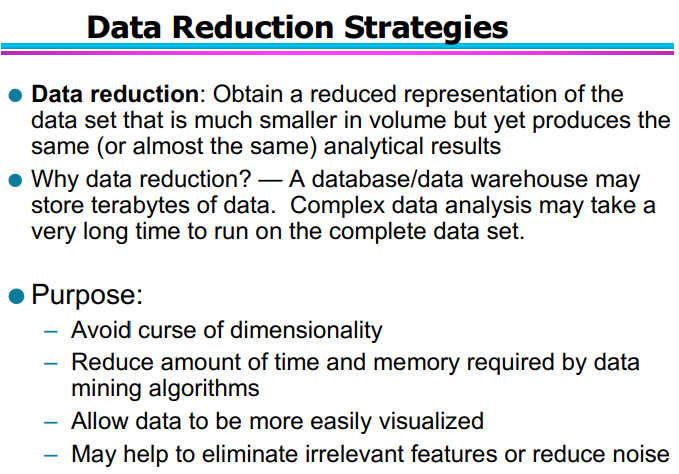 Data Reduction Strategies
● Data reduction: Obtain a reduced representation of the
data set that is much smaller in volume but yet produces the
same (or almost the same) analytical results
● Why data reduction? — A database/data warehouse may
store terabytes of data.  Complex data analysis may take a
very long time to run on the complete data set.
● Purpose:
– Avoid curse of dimensionality
– Reduce amount of time and memory required by data
mining algorithms
– Allow data to be more easily visualized
– May help to eliminate irrelevant features or reduce noise